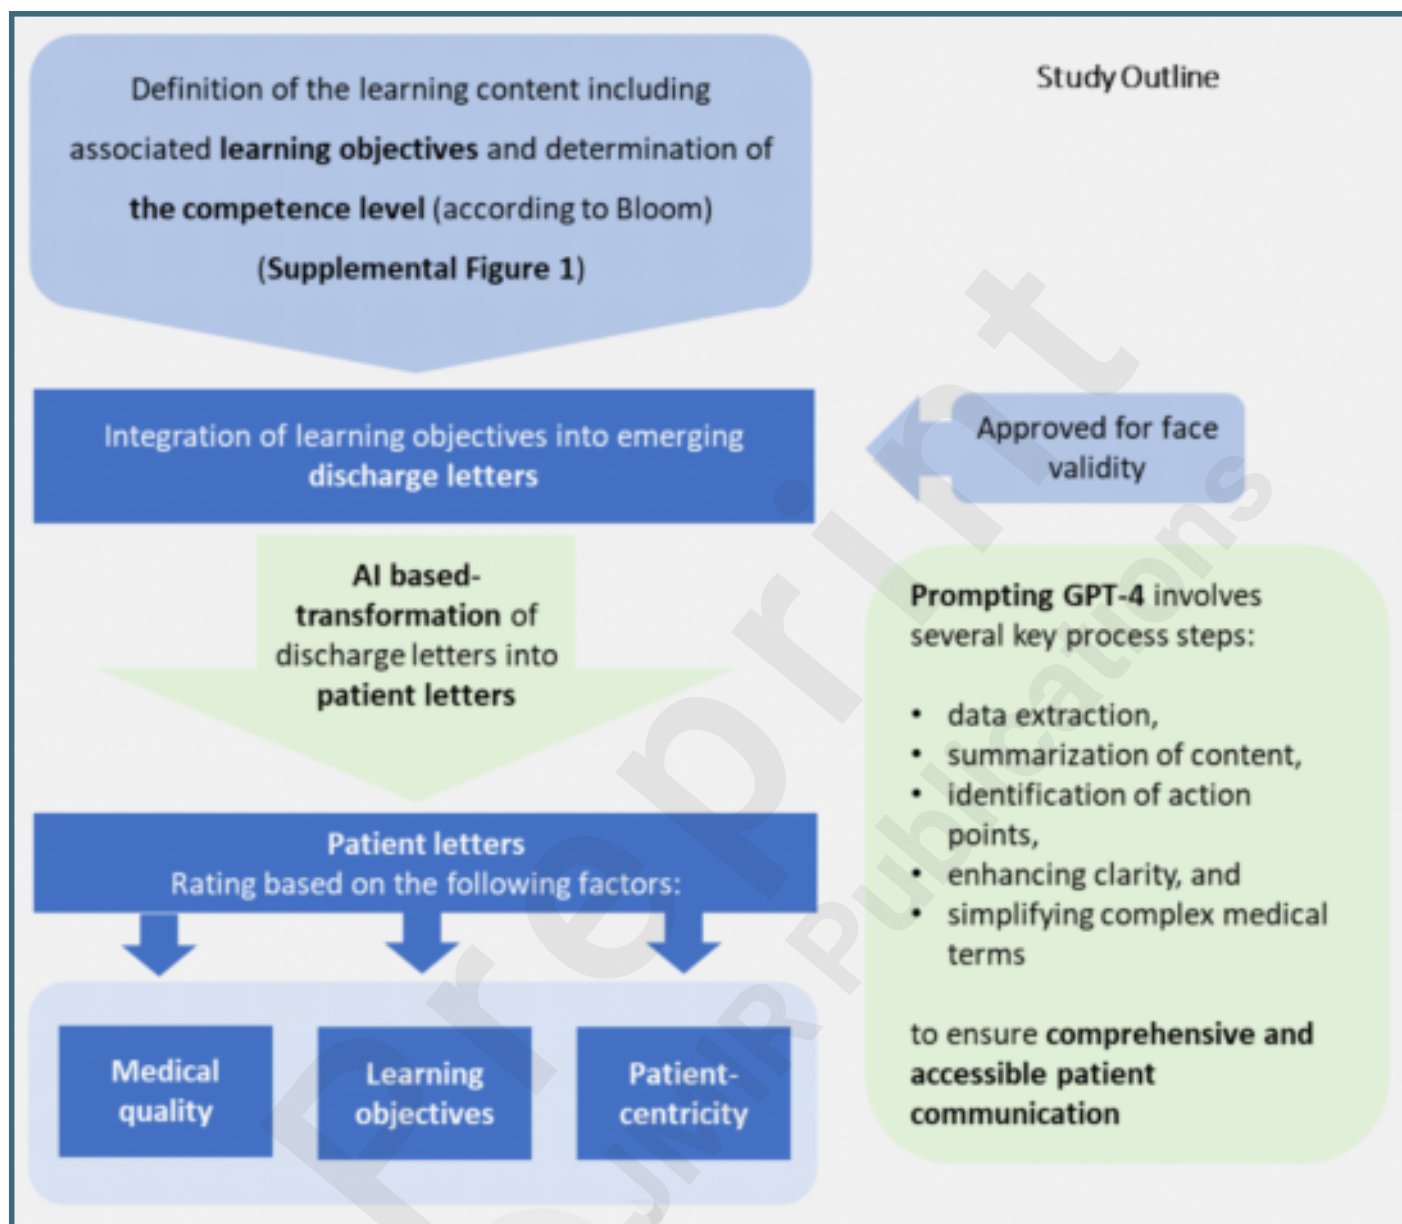 Study Outline
Definition of the learning content including
associated learning objectives and determination of
the competence level (according to Bloom)
(Supplemental Figure 1)
Integration of learning objectives into emerging
discharge letters
Approved for face
validity
AI based-
transformation of
discharge letters into
patient letters
Prompting GPT-4 involves
several key process steps:
• data extraction,
• summarization of content,
• identification of action
points,
• enhancing clarity, and
• simplifying complex medical
terms
to ensure comprehensive and
accessible patient
communication
Patient letters
Rating based on the following factors:
Medical
quality
Learning
objectives
Patient-
centricity
Preprint
JMIR Publications